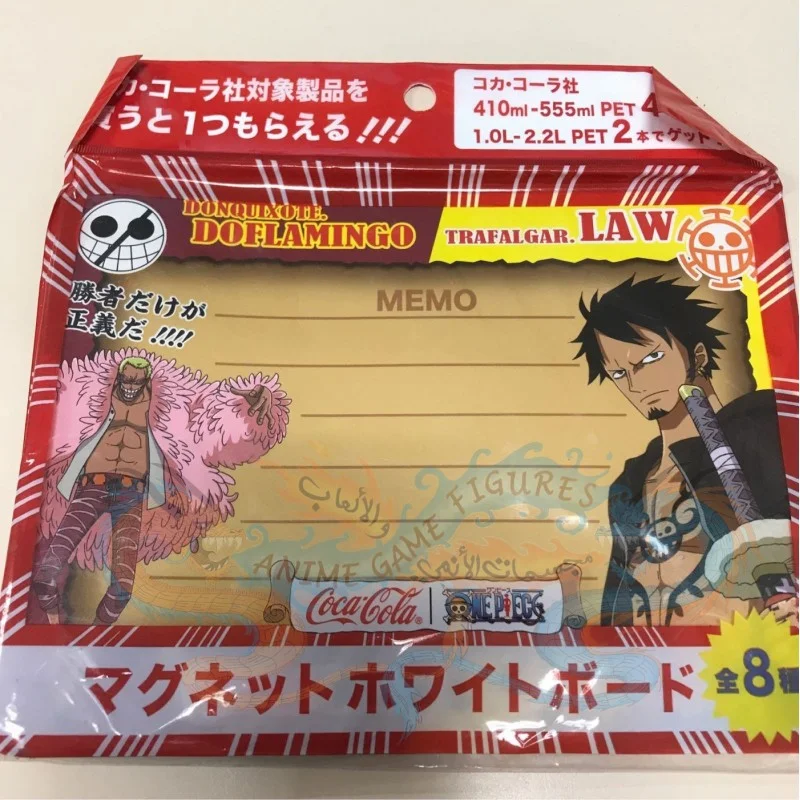 カ・コーラ社対象製品を
買うと1つもらえる!!!
コカ・コーラ社
410ml-555ml PET 4
1.0L-2.2L PET 2本でゲット
DONQUIXOTE.
DOFLAMINGO
TRAFALGAR. LAW
勝者だけが
正義だ!!!!
MEMO
والألعاب
ANIME GAME FIGURES
Coca-Cola® ONE PIECE
マグネットホワイトボード
全8種